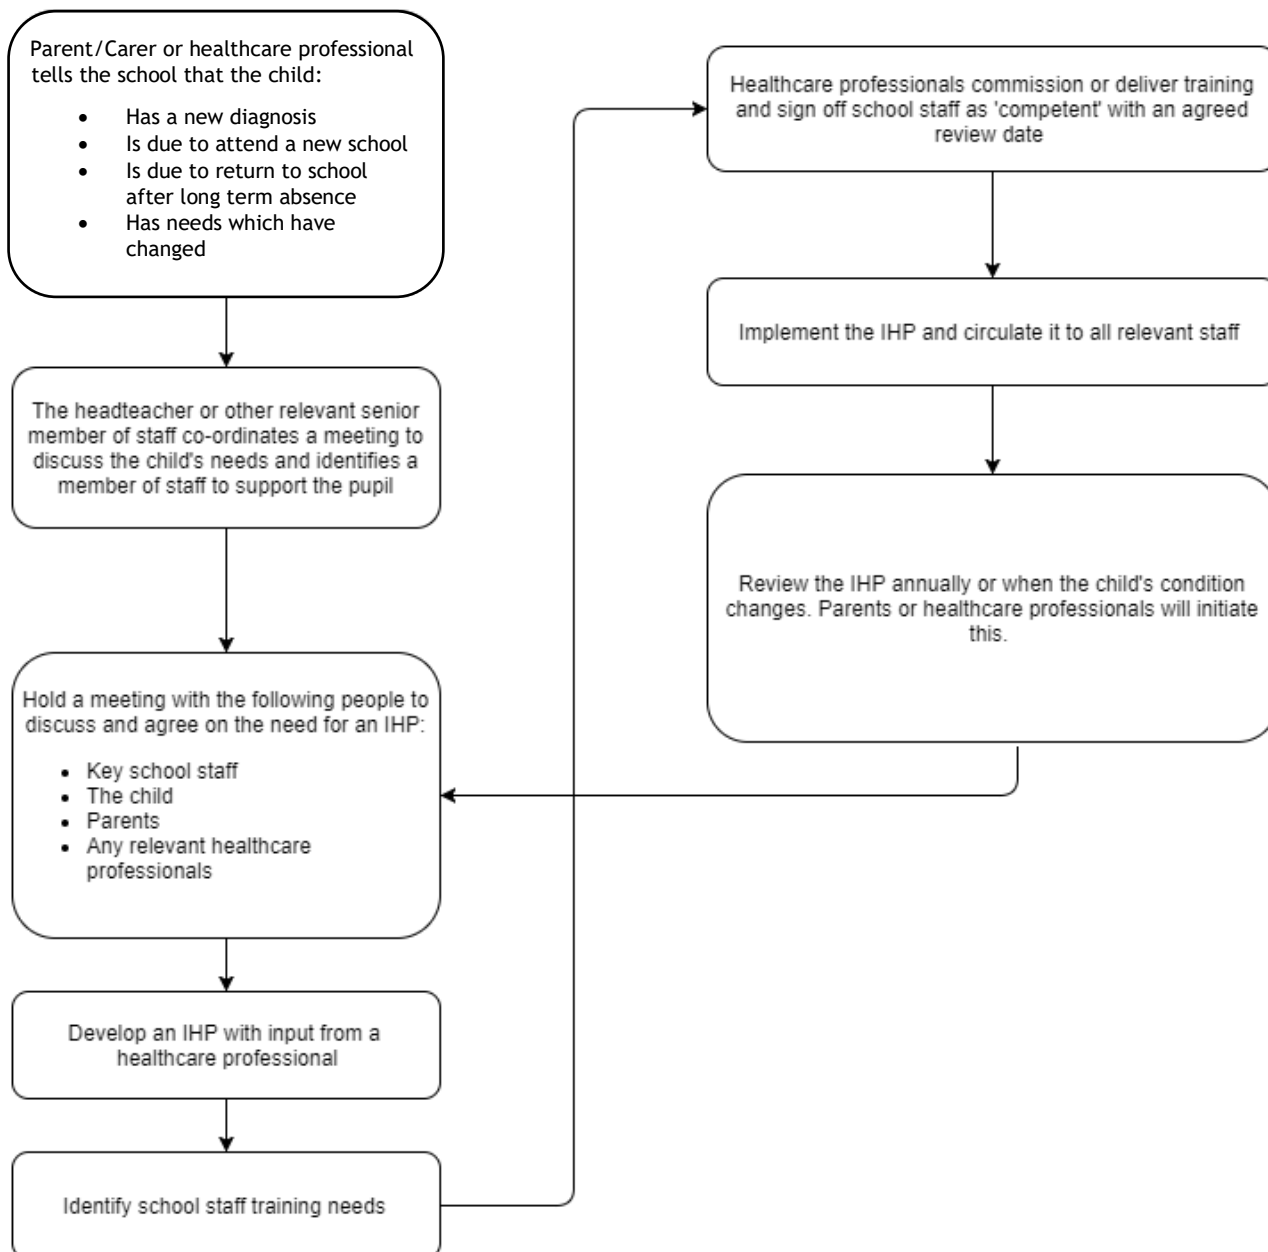 Parent/Carer or healthcare professional
tells the school that the child:
• Has a new diagnosis
• Is due to attend a new school
• Is due to return to school
after long term absence
• Has needs which have
changed
The headteacher or other relevant senior
member of staff co-ordinates a meeting to
discuss the child's needs and identifies a
member of staff to support the pupil
Hold a meeting with the following people to
discuss and agree on the need for an IHP:
• Key school staff
• The child
• Parents
• Any relevant healthcare
professionals
Develop an IHP with input from a
healthcare professional
Identify school staff training needs
Healthcare professionals commission or deliver training
and sign off school staff as 'competent' with an agreed
review date
Implement the IHP and circulate it to all relevant staff
Review the IHP annually or when the child's condition
changes. Parents or healthcare professionals will initiate
this.